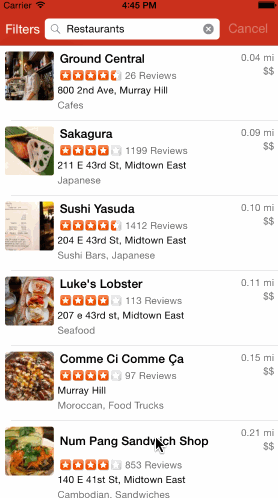 Carrier 4:45 PM
Filters Restaurants Cancel
Ground Central 0.04 mi
26 Reviews $$
800 2nd Ave, Murray Hill
Cafes
Sakagura 0.09 mi
1199 Reviews $$
211 E 43rd St, Midtown East
Japanese
Sushi Yasuda 0.10 mi
1412 Reviews $$
204 E 43rd St, Midtown East
Sushi Bars, Japanese
Luke's Lobster 0.11 mi
113 Reviews $$
207 e 43rd st, Midtown East
Seafood
Comme Ci Comme Ça 0.15 mi
97 Reviews $$
Murray Hill
Moroccan, Food Trucks
Num Pang Sandwich Shop 0.21 mi
853 Reviews $$
140 E 41st St, Midtown East
Cambodian, Sandwiches